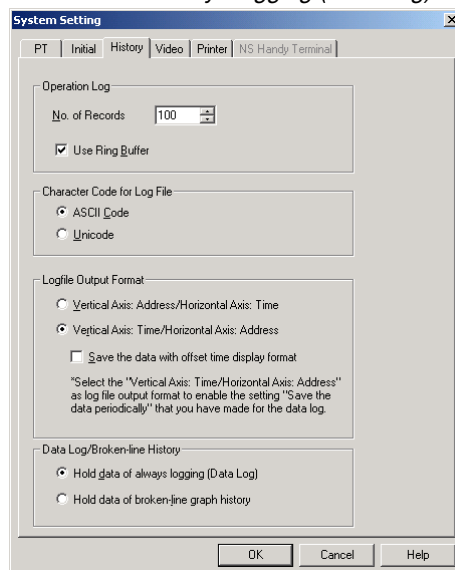 System Setting
PT Initial History Video Printer NS Handy Terminal
Operation Log
No. of Records 100
Use Ring Buffer
Character Code for Log File
ASCII Code
Unicode
Logfile Output Format
Vertical Axis: Address/Horizontal Axis: Time
Vertical Axis: Time/Horizontal Axis: Address
Save the data with offset time display format
"Select the "Vertical Axis: Time/Horizontal Axis: Address"
as log file output format to enable the setting "Save the
data periodically" that you have made for the data log.
Data Log/Broken-line History
Hold data of always logging (Data Log)
Hold data of broken-line graph history
OK Cancel Help